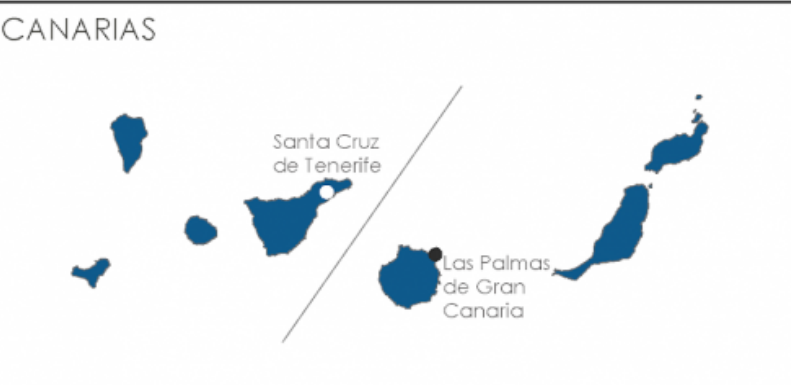 CANARIAS
Santa Cruz
de Tenerife
Las Palmas
de Gran
Canaria